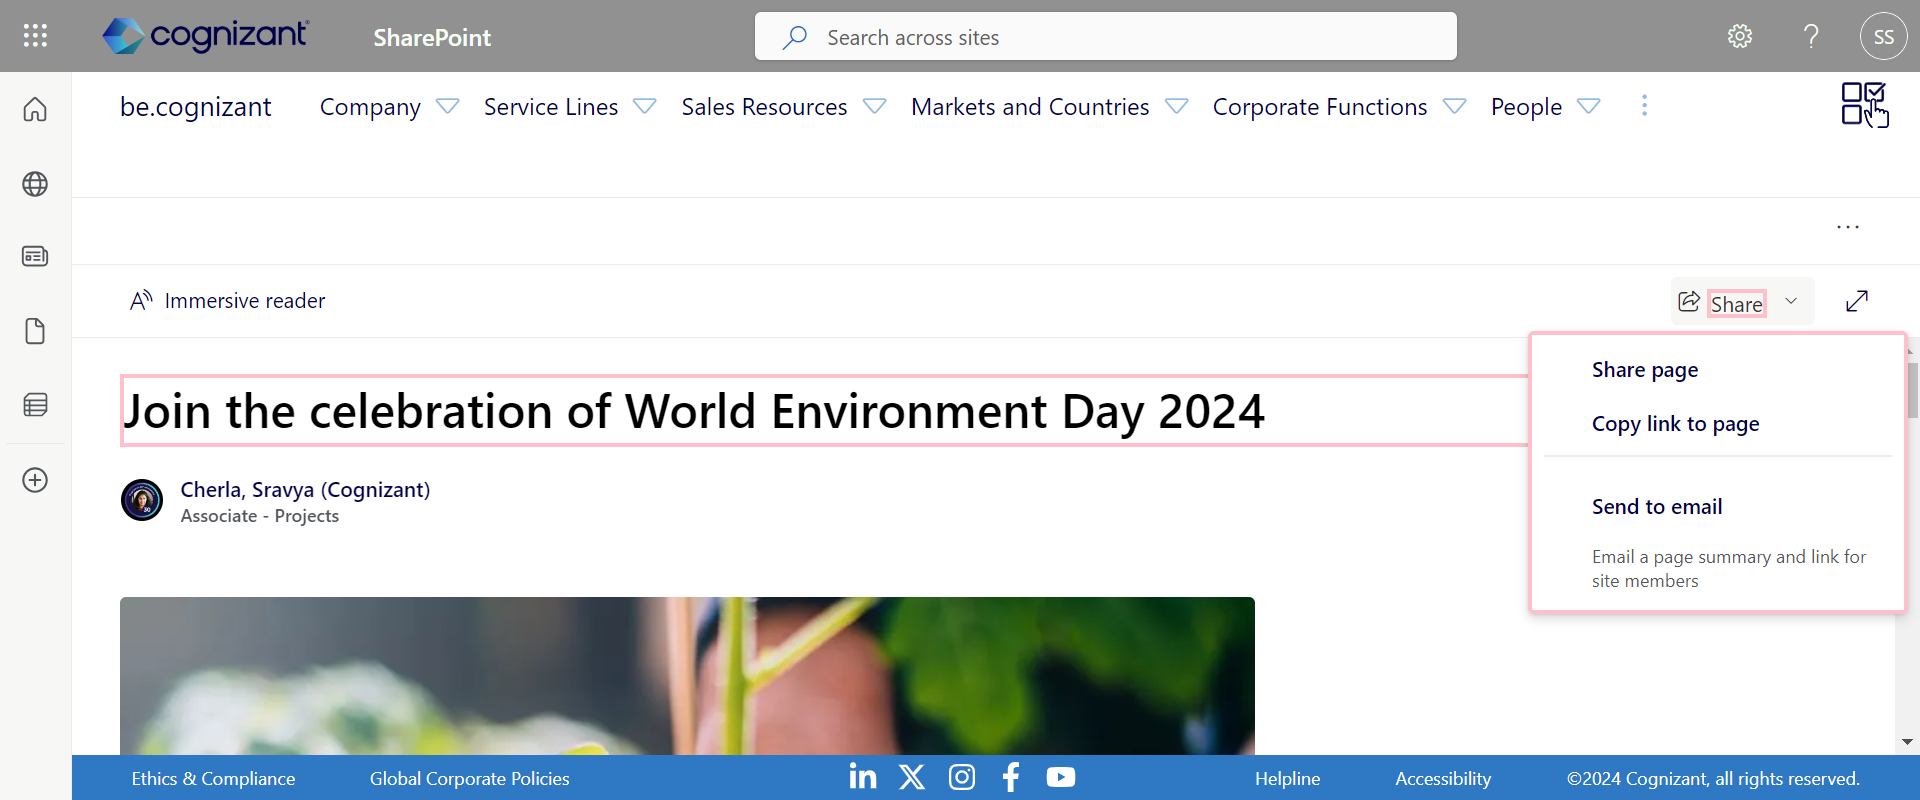 cognizant
SharePoint
Search across sites
SS
be.cognizant
Company
Service Lines
Sales Resources
Markets and Countries
Corporate Functions
People
Immersive reader
Share
Share page
Copy link to page
Send to email
Email a page summary and link for
site members
Join the celebration of World Environment Day 2024
Cherla, Sravya (Cognizant)
Associate - Projects
Ethics & Compliance
Global Corporate Policies
Helpline
Accessibility
©2024 Cognizant, all rights reserved.